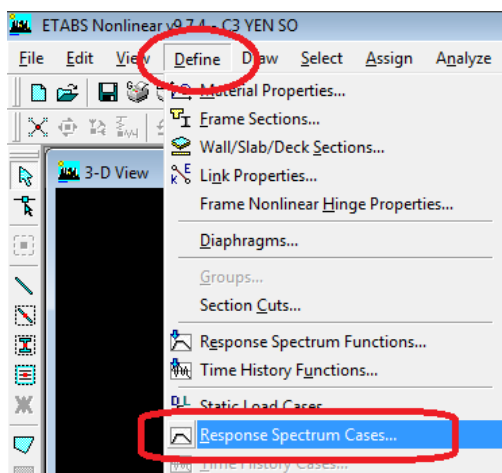 ETABS Nonlinear v9.7.4 - C3 YEN SO
File Edit View Define Draw Select Assign Analyze
Material Properties...
Frame Sections...
Wall/Slab/Deck Sections...
3-D View
Link Properties...
Frame Nonlinear Hinge Properties...
Diaphragms...
Groups...
Section Cuts...
Response Spectrum Functions...
Time History Functions...
Static Load Cases...
Response Spectrum Cases...
Time History Cases...